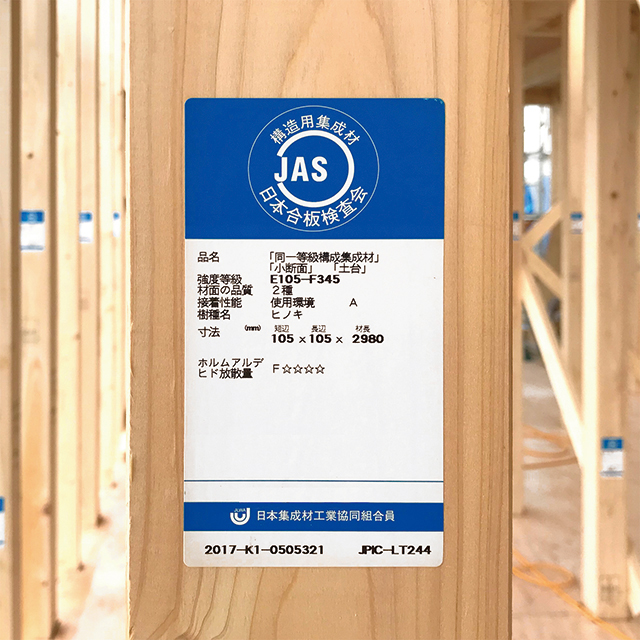 構造用集成材
JAS
日本合板検査会
品名 「同一等級構成集成材」
「小断面」 「土台」
強度等級 E105-F345
材面の品質 2種
接着性能 使用環境 A
樹種名 ヒノキ
寸法 (mm) 短辺 長辺 材長
105 x 105 x 2980
ホルムアルデ
ヒド放散量 F☆☆☆☆
日本集成材工業協同組合員
2017-K1-0505321 JPIC-LT244